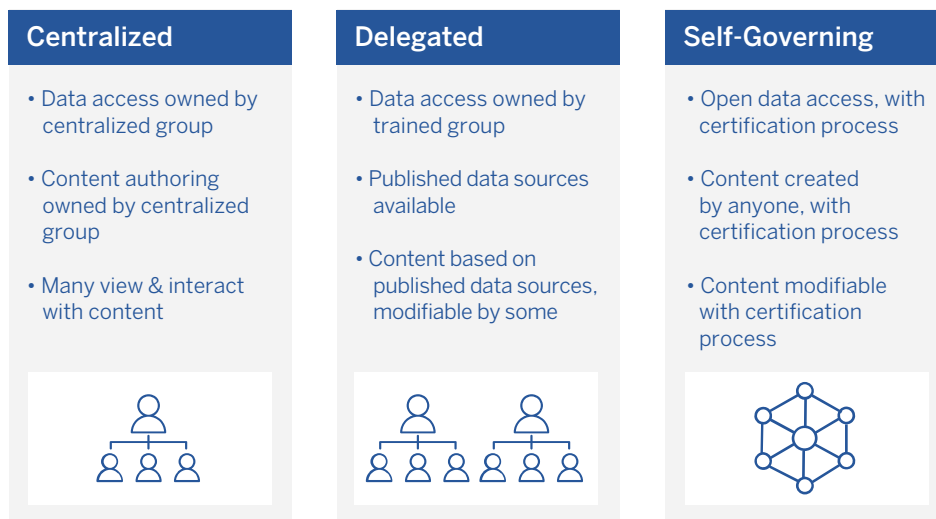 Centralized
• Data access owned by
centralized group
• Content authoring
owned by centralized
group
• Many view & interact
with content
Delegated
• Data access owned by
trained group
• Published data sources
available
• Content based on
published data sources,
modifiable by some
Self-Governing
• Open data access, with
certification process
• Content created
by anyone, with
certification process
• Content modifiable
with certification
process